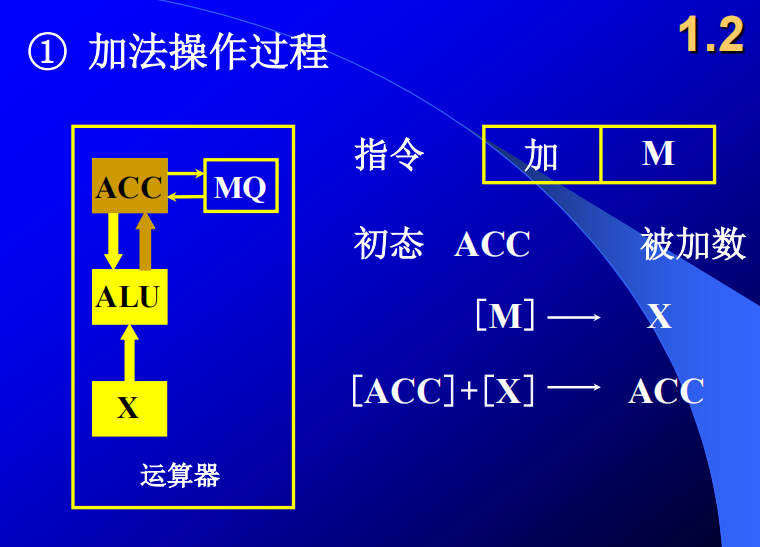 ① 加法操作过程
1.2
ACC
MQ
ALU
X
运算器
指令 加 M
初态 ACC 被加数
[M] → X
[ACC]+[X] → ACC